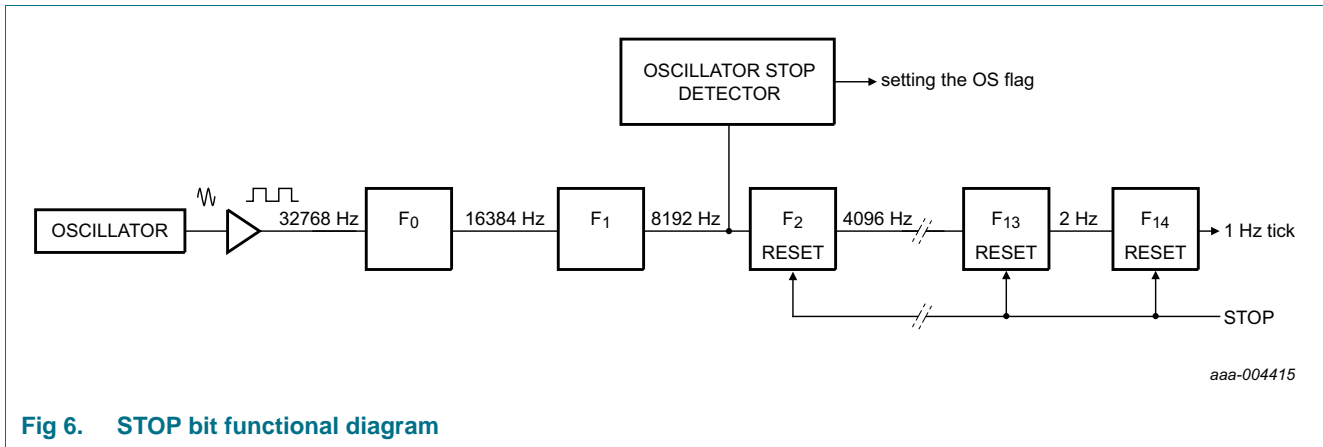 OSCILLATOR STOP
DETECTOR
setting the OS flag
OSCILLATOR
32768 Hz
F0
16384 Hz
F1
8192 Hz
F2
RESET
4096 Hz
F13
RESET
2 Hz
F14
RESET
1 Hz tick
STOP
aaa-004415
Fig 6. STOP bit functional diagram